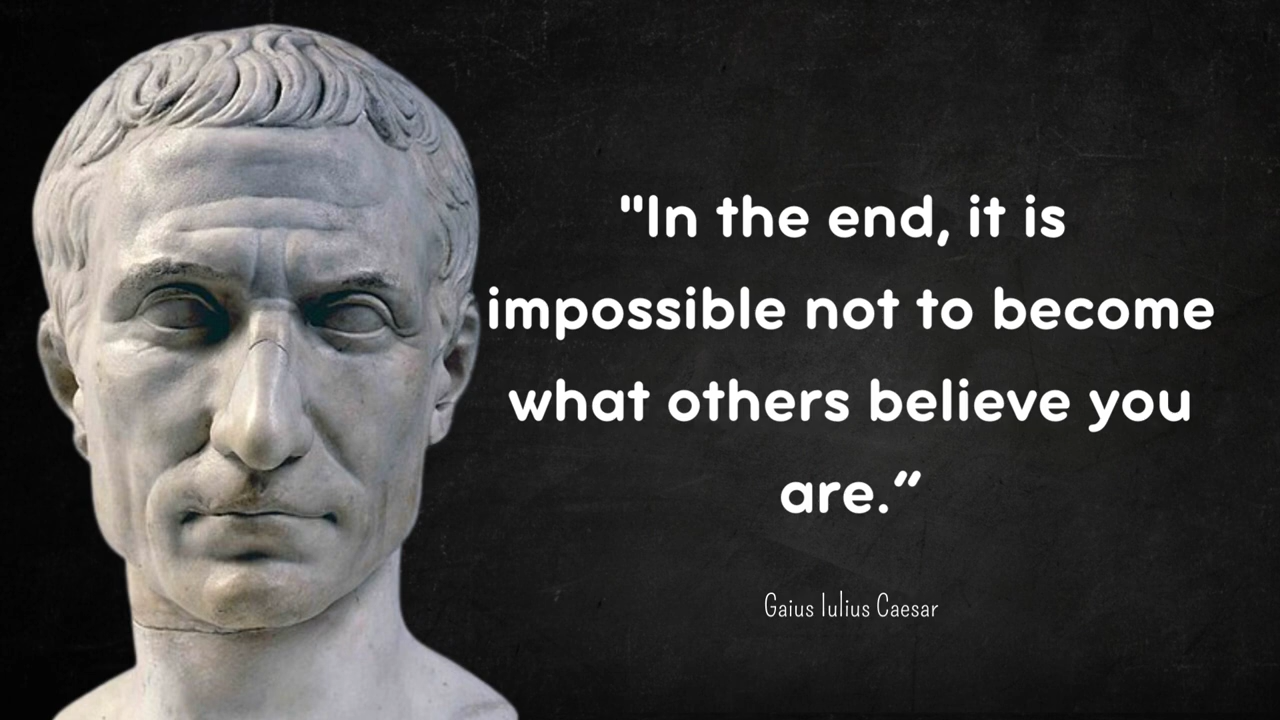 "In the end, it is
impossible not to become
what others believe you
are.”
Gaius Iulius Caesar